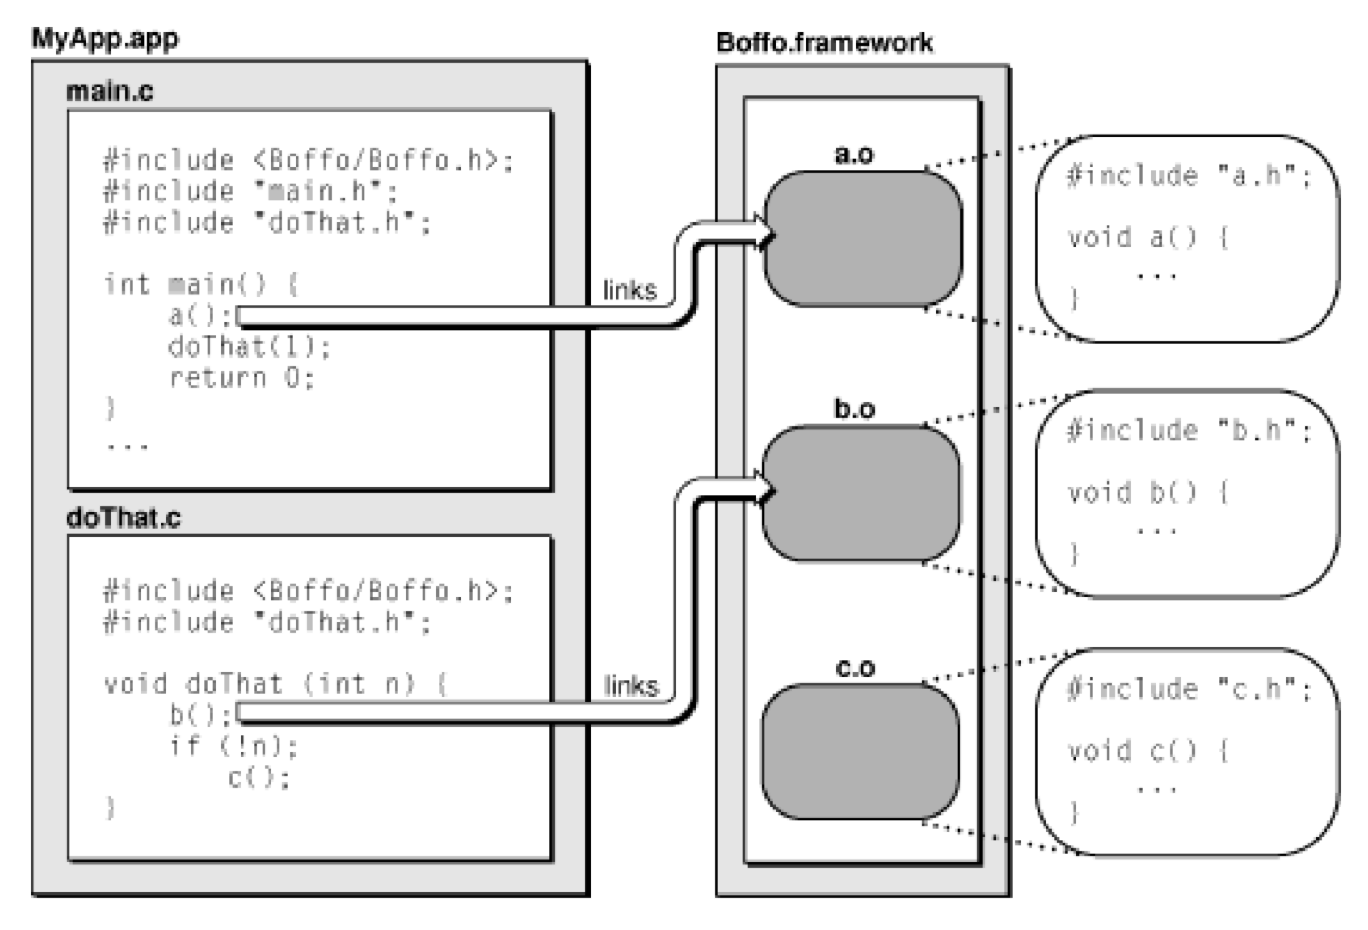 MyApp.app
main.c
#include <Boffo/Boffo.h>;
#include "main.h";
#include "doThat.h";
int main() {
a();
doThat(1);
return 0;
}
...
doThat.c
#include <Boffo/Boffo.h>;
#include "doThat.h";
void doThat (int n) {
b();
if (!n);
c();
}
links
links
Boffo.framework
a.o
b.o
c.o
#include "a.h";
void a() {
...
}
#include "b.h";
void b() {
...
}
#include "c.h";
void c() {
...
}